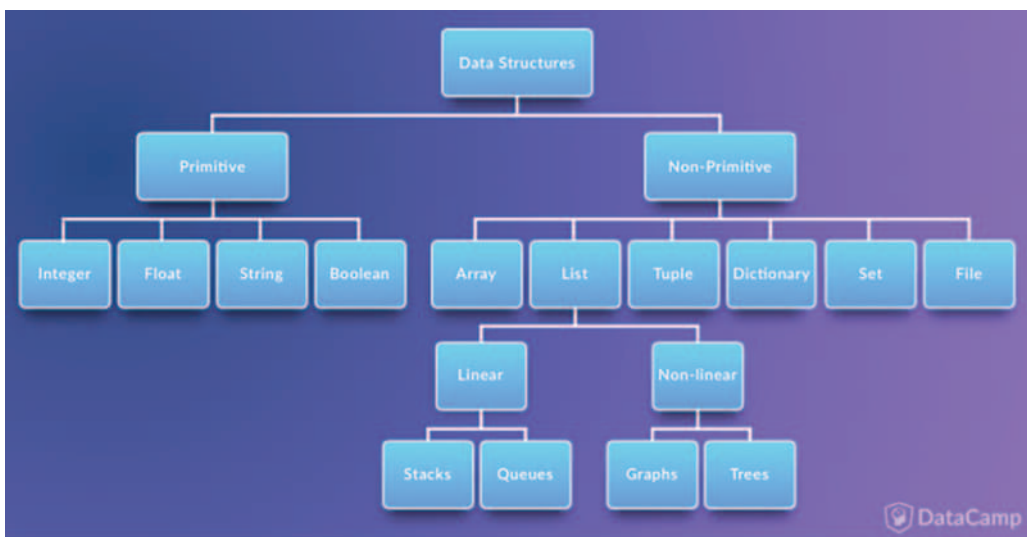 Data Structures
Primitive
Non-Primitive
Integer
Float
String
Boolean
Array
List
Tuple
Dictionary
Set
File
Linear
Non-linear
Stacks
Queues
Graphs
Trees
DataCamp